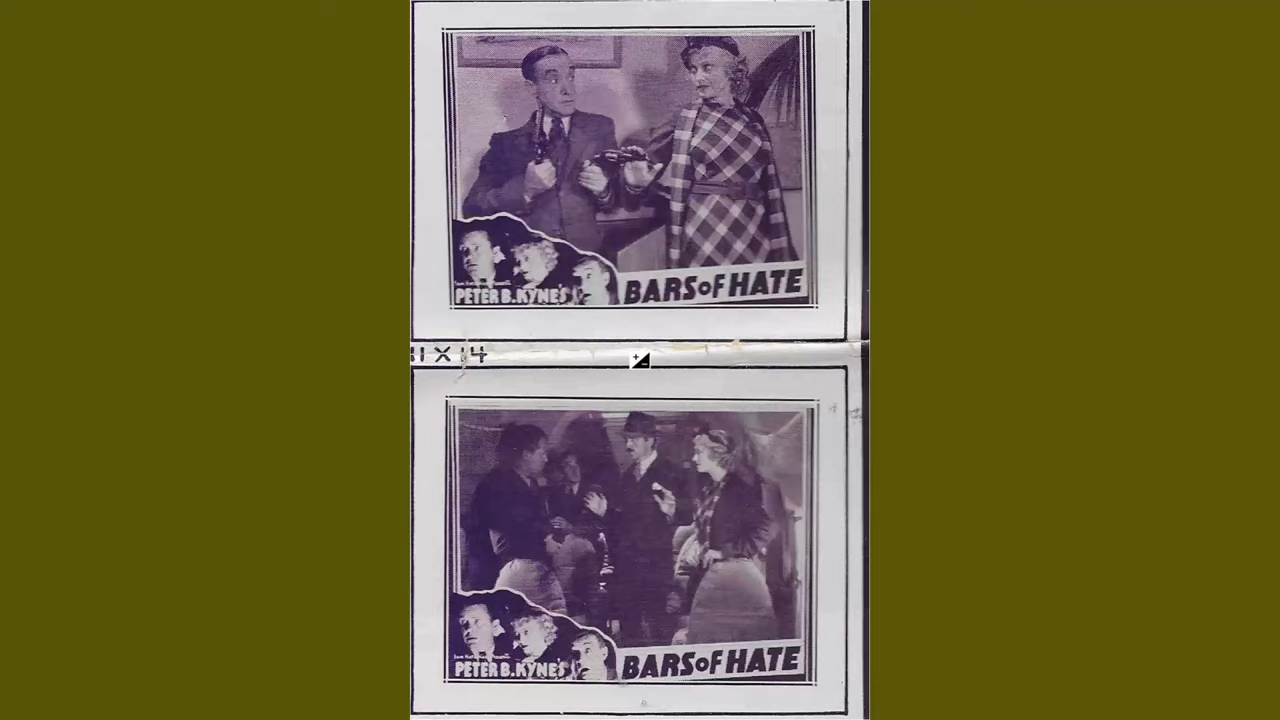 PETER B. KYNE'S
BARS OF HATE
11 X 14
PETER B. KYNE'S
BARS OF HATE